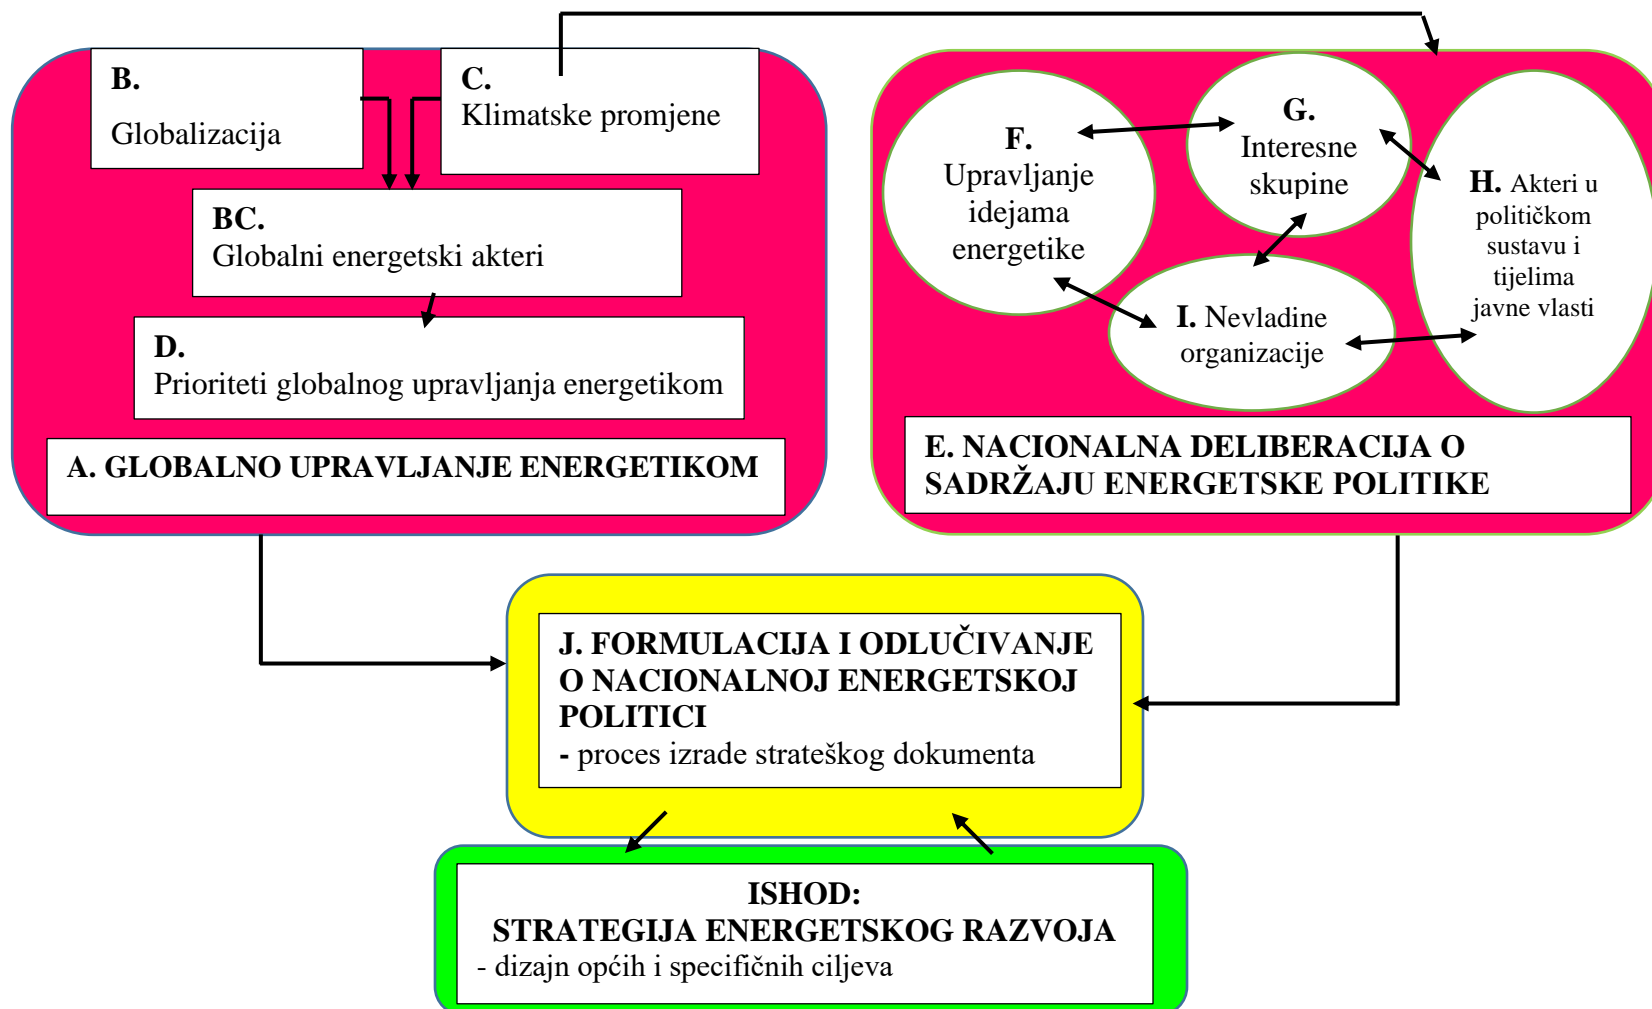 B.
Globalizacija
C.
Klimatske promjene
BC.
Globalni energetski akteri
D.
Prioriteti globalnog upravljanja energetikom
A. GLOBALNO UPRAVLJANJE ENERGETIKOM
F.
Upravljanje
idejama
energetike
G.
Interesne
skupine
H. Akteri u
političkom
sustavu i
tijelima
javne vlasti
I. Nevladine
organizacije
E. NACIONALNA DELIBERACIJA O
SADRŽAJU ENERGETSKE POLITIKE
J. FORMULACIJA I ODLUČIVANJE
O NACIONALNOJ ENERGETSKOJ
POLITICI
- proces izrade strateškog dokumenta
ISHOD:
STRATEGIJA ENERGETSKOG RAZVOJA
- dizajn općih i specifičnih ciljeva